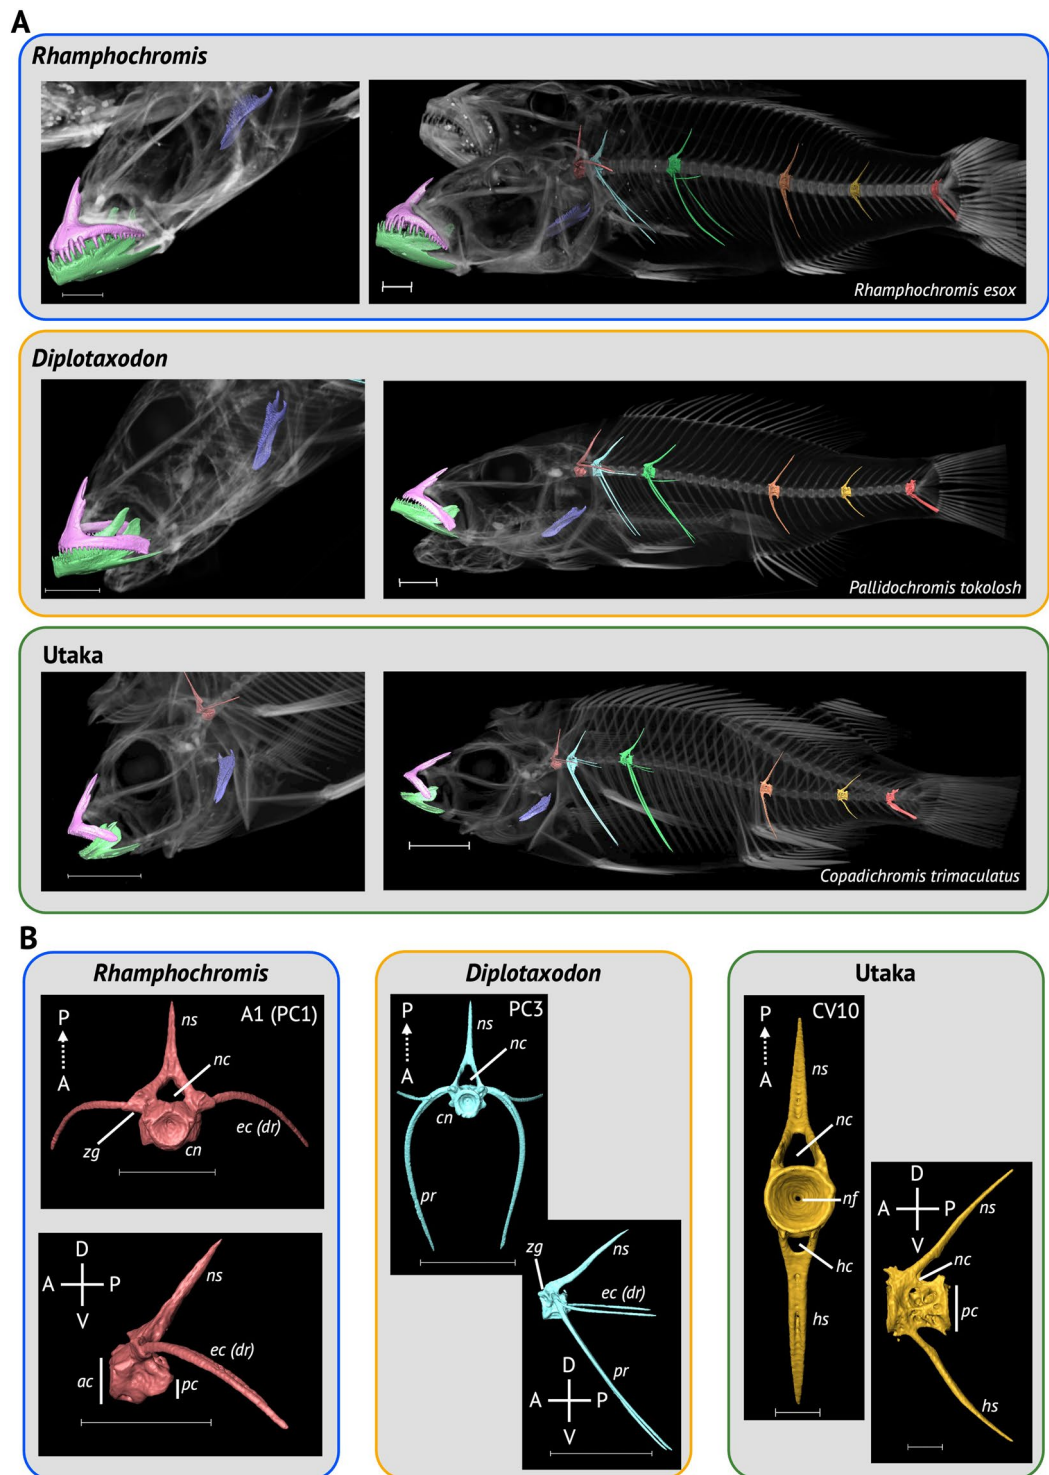 A
Rhamphochromis
Rhamphochromis esox
Diplotaxodon
Pallidochromis tokolosh
Utaka
Copadichromis trimaculatus
B
Rhamphochromis
P
A
A1 (PC1)
ns
nc
ec (dr)
zg
cn
D
A
P
V
ns
ec (dr)
ac
pc
Diplotaxodon
P
A
PC3
ns
nc
cn
pr
zg
ns
ec (dr)
pr
D
A
P
V
Utaka
P
A
CV10
ns
nc
nf
hc
hs
D
A
P
V
ns
nc
pc
hs